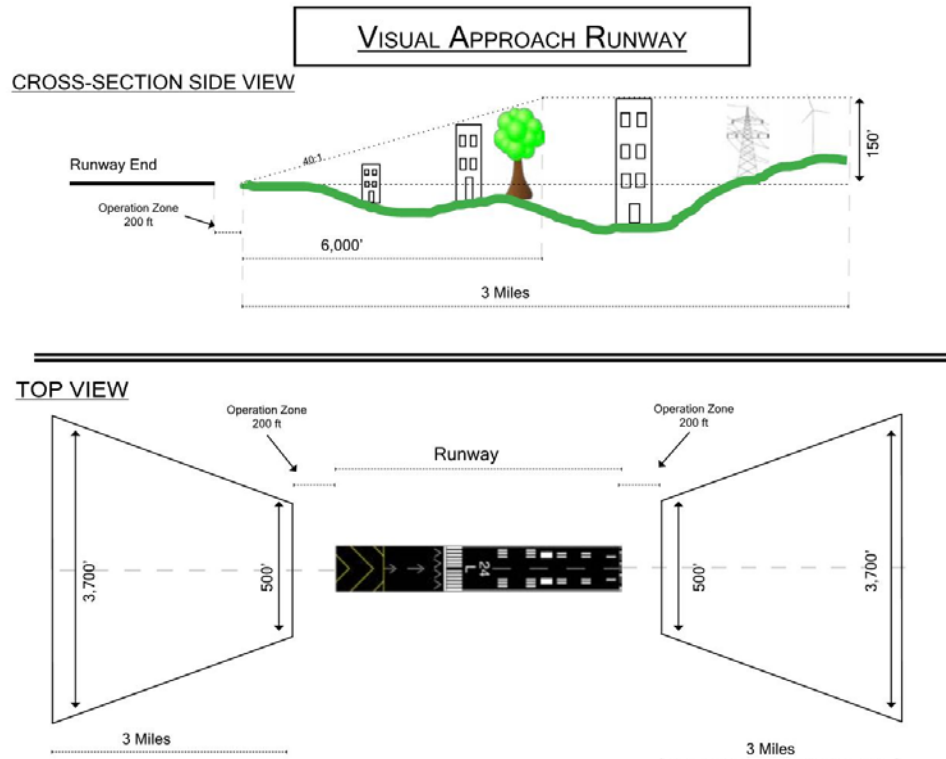 VISUAL APPROACH RUNWAY
CROSS-SECTION SIDE VIEW
40:1
150'
Runway End
Operation Zone
200 ft
6,000'
3 Miles
TOP VIEW
Operation Zone
200 ft
Operation Zone
200 ft
Runway
3,700'
500'
24
L
500'
3,700'
3 Miles
3 Miles